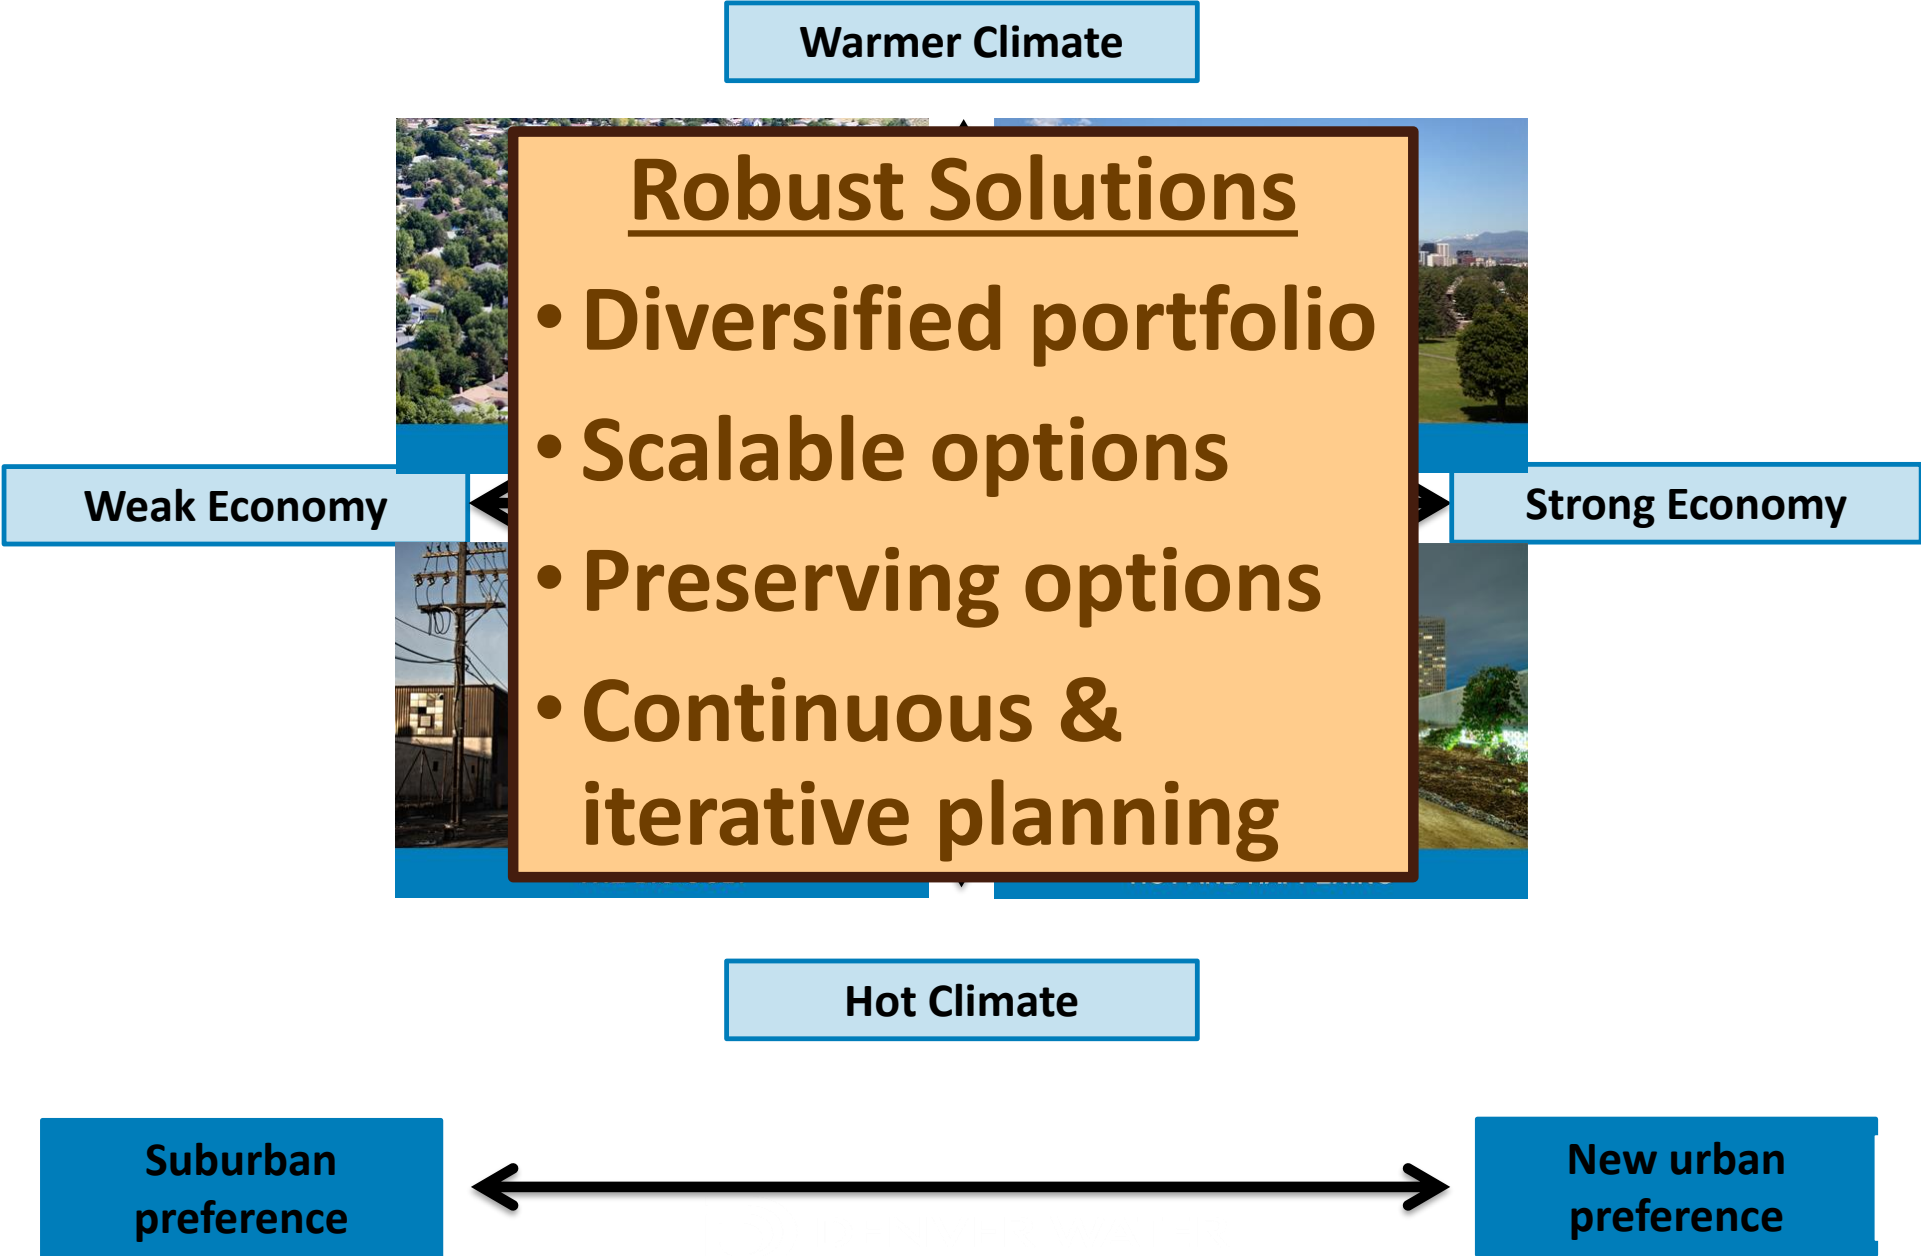 Warmer Climate
Robust Solutions
• Diversified portfolio
• Scalable options
Weak Economy
Strong Economy
• Preserving options
• Continuous &
iterative planning
Hot Climate
Suburban
preference
New urban
preference